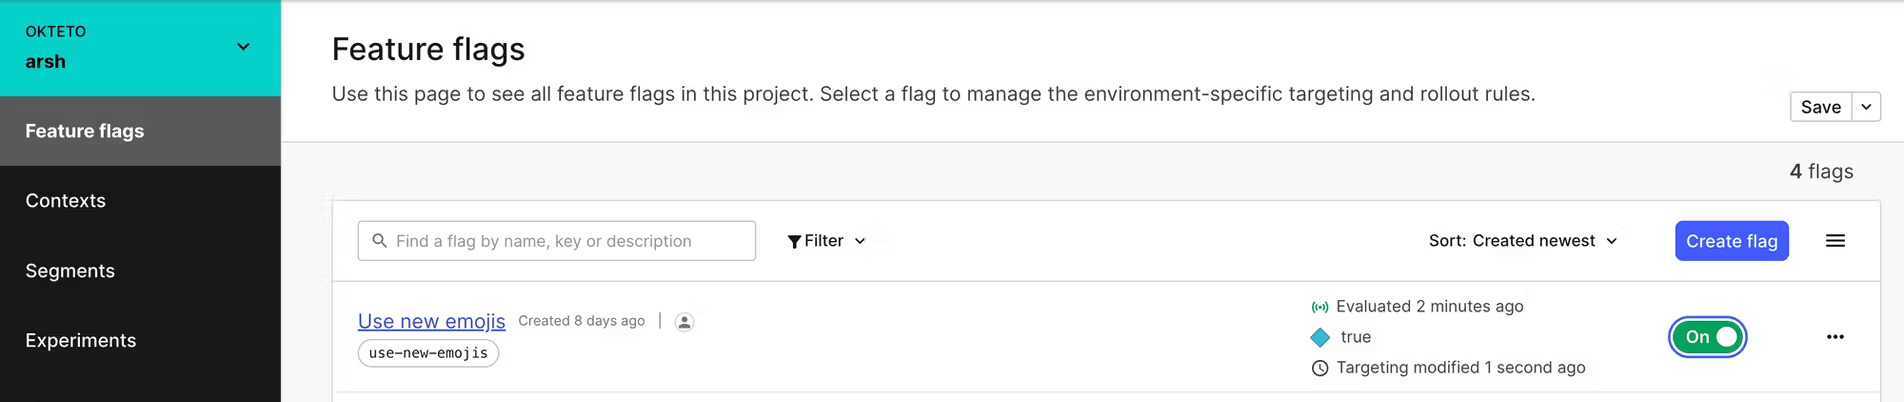 OKTETO
arsh
Feature flags
Contexts
Segments
Experiments
Feature flags
Use this page to see all feature flags in this project. Select a flag to manage the environment-specific targeting and rollout rules.
Save
4 flags
Find a flag by name, key or description
Filter
Sort: Created newest
Create flag
Use new emojis Created 8 days ago |
use-new-emojis
Evaluated 2 minutes ago
true
Targeting modified 1 second ago
On